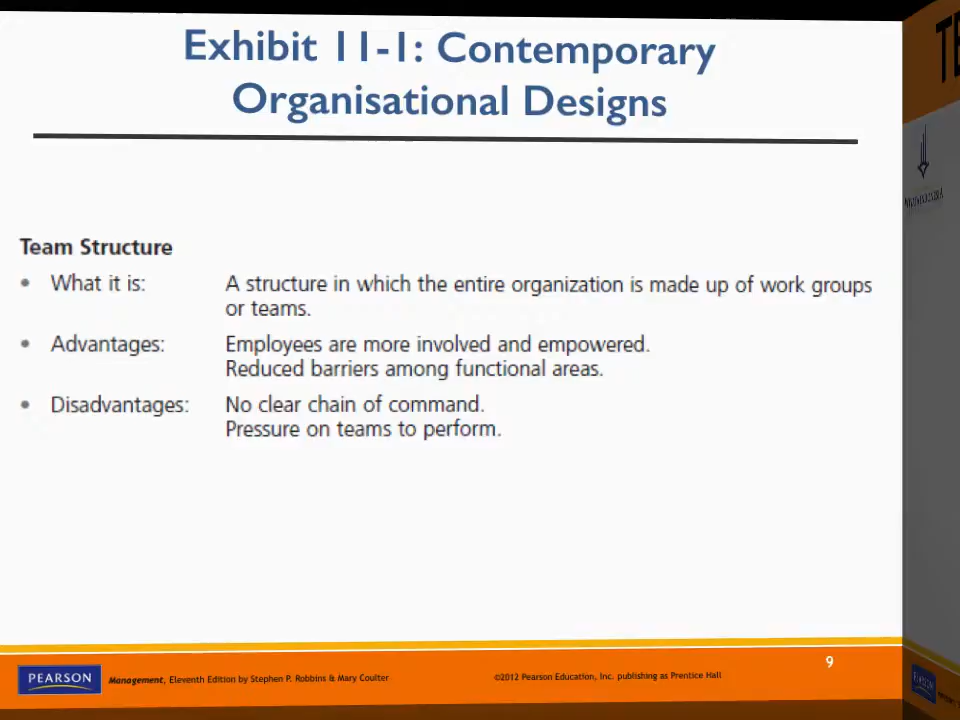 Exhibit 11-1: Contemporary
Organisational Designs
Team Structure
• What it is: A structure in which the entire organization is made up of work groups
or teams.
• Advantages: Employees are more involved and empowered.
Reduced barriers among functional areas.
• Disadvantages: No clear chain of command.
Pressure on teams to perform.
9
PEARSON
Management, Eleventh Edition by Stephen P. Robbins & Mary Coulter
©2012 Pearson Education, Inc. publishing as Prentice Hall